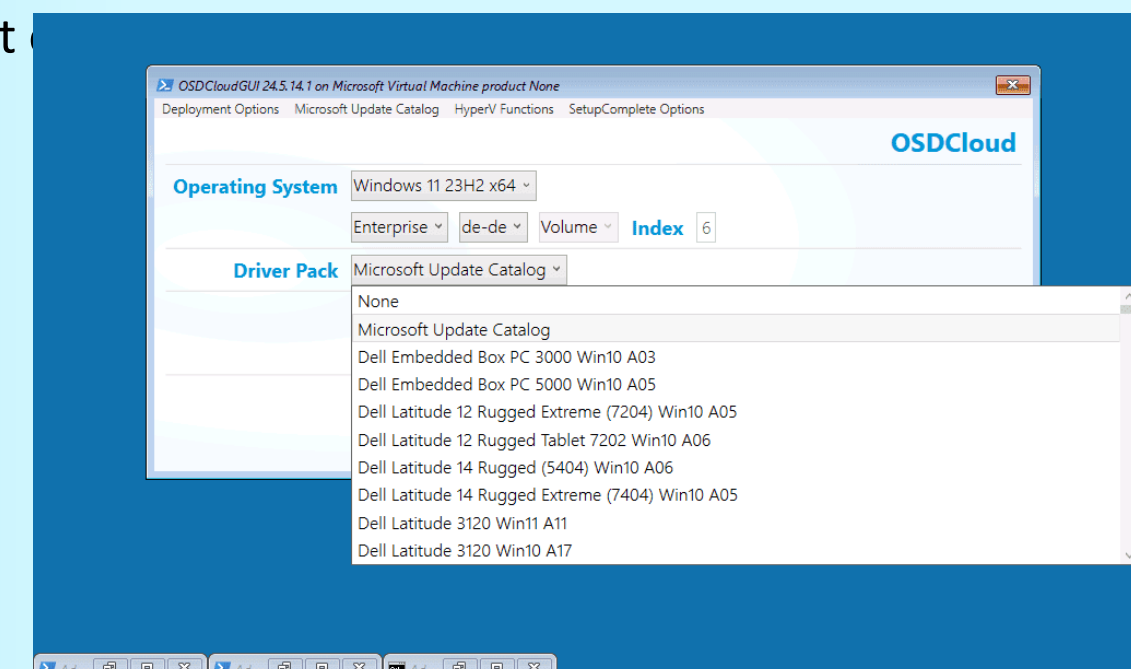 t
OSDCloudGUI 24.5.14.1 on Microsoft Virtual Machine product None
Deployment Options Microsoft Update Catalog HyperV Functions SetupComplete Options
OSDCloud
Operating System Windows 11 23H2 x64
Enterprise de-de Volume Index 6
Driver Pack Microsoft Update Catalog
None
Microsoft Update Catalog
Dell Embedded Box PC 3000 Win10 A03
Dell Embedded Box PC 5000 Win10 A05
Dell Latitude 12 Rugged Extreme (7204) Win10 A05
Dell Latitude 12 Rugged Tablet 7202 Win10 A06
Dell Latitude 14 Rugged (5404) Win10 A06
Dell Latitude 14 Rugged Extreme (7404) Win10 A05
Dell Latitude 3120 Win11 A11
Dell Latitude 3120 Win10 A17